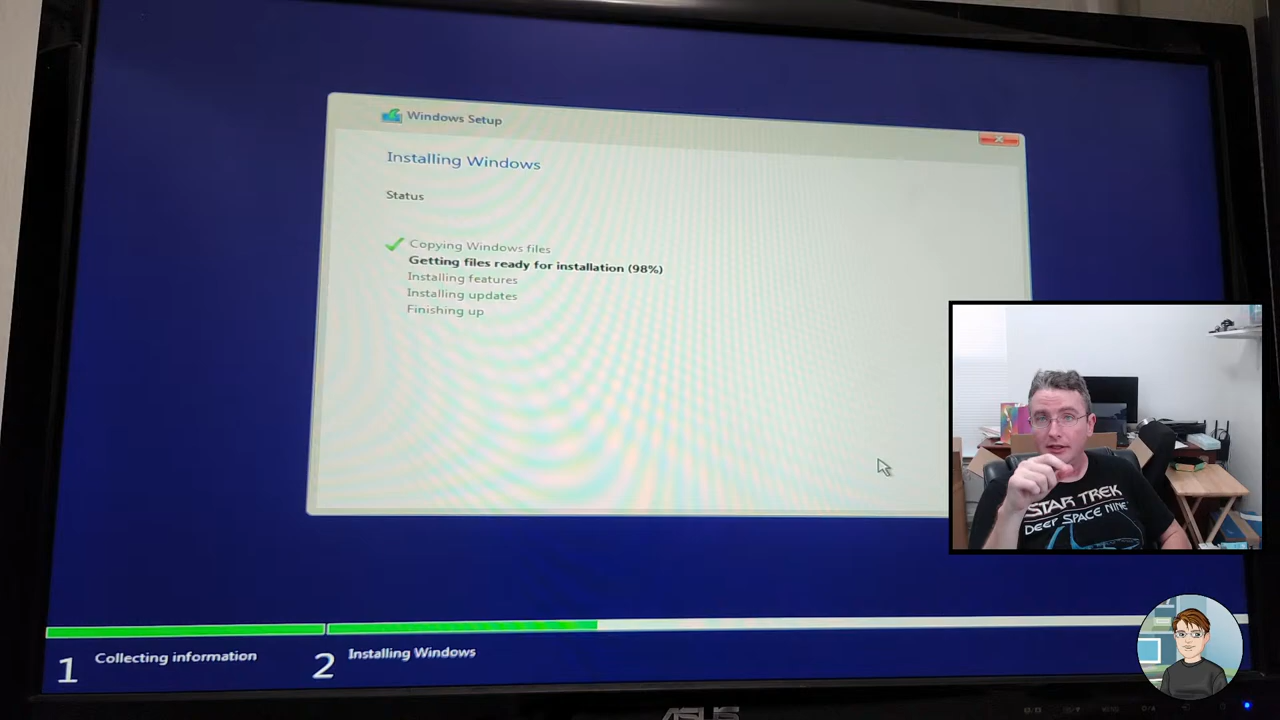 Windows Setup
Installing Windows
Status
Copying Windows files
Getting files ready for installation (98%)
Installing features
Installing updates
Finishing up
STAR TREK
DEEP SPACE NINE
1 Collecting information
2 Installing Windows
ASUS